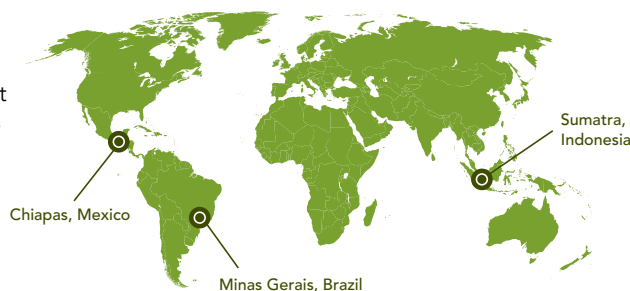 t
Sumatra,
Indonesia
Chiapas, Mexico
Minas Gerais, Brazil